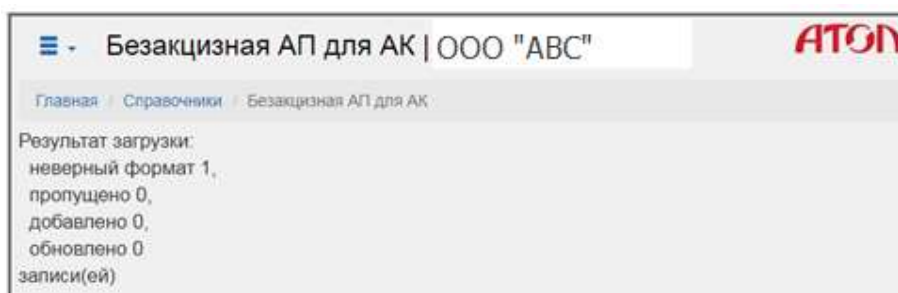 Безакцизная АП для АК | ООО "АВС"
ATOL
Главная / Справочники / Безакцизная АП для АК
Результат загрузки:
неверный формат 1,
пропущено 0,
добавлено 0,
обновлено 0
записи(ей)